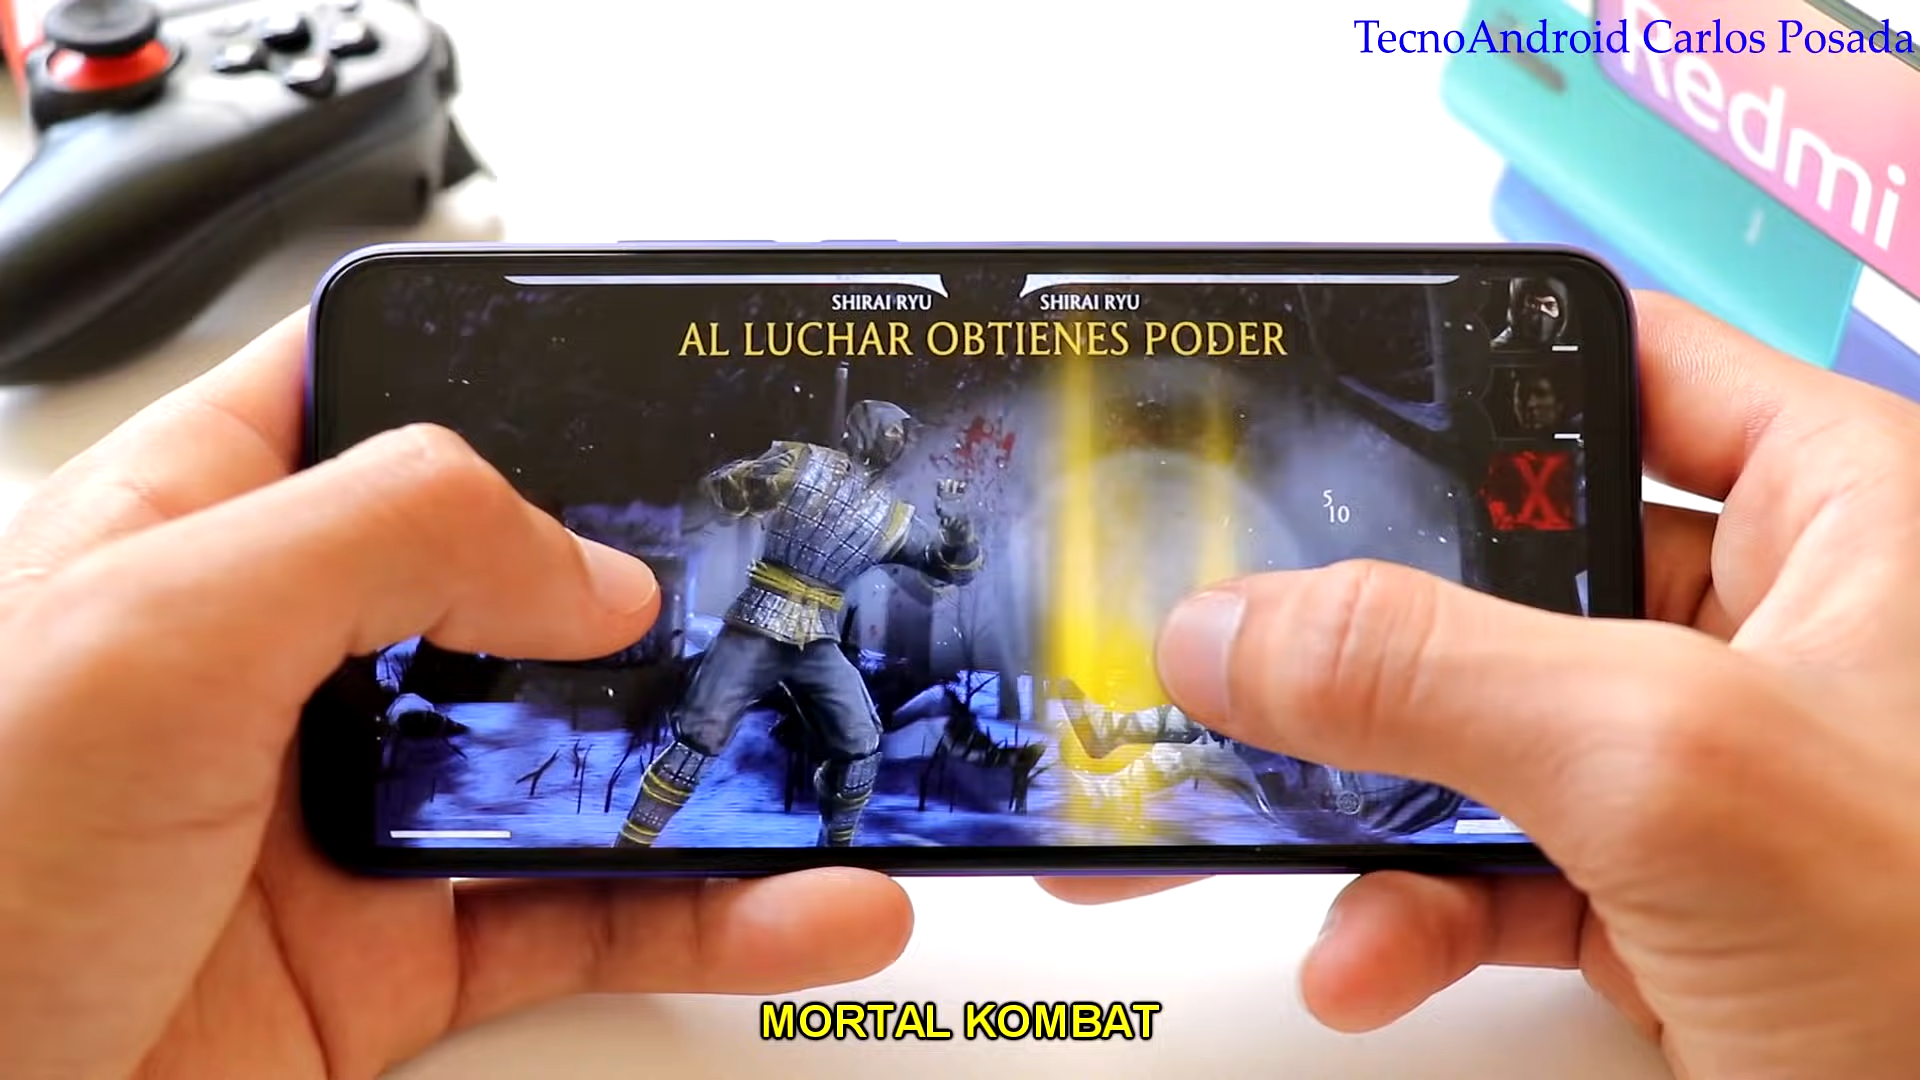 TecnoAndroid Carlos Posada
Redmi
SHIRAI RYU
SHIRAI RYU
AL LUCHAR OBTIENES PODER
5
10
X
MORTAL KOMBAT